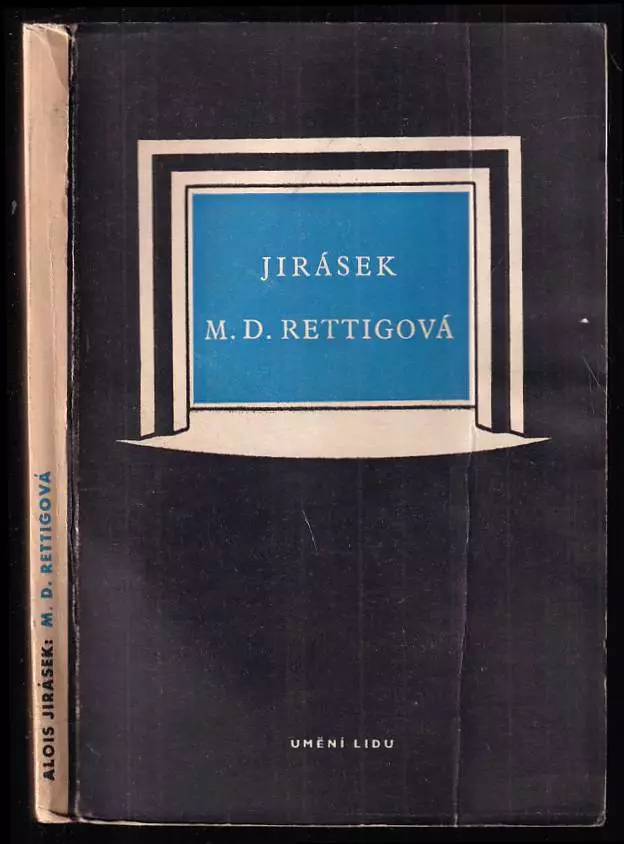 ALOIS JIRÁSEK: M. D. RETTIGOVÁ
JIRÁSEK
M. D. RETTIGOVÁ
UMĚNÍ LIDU